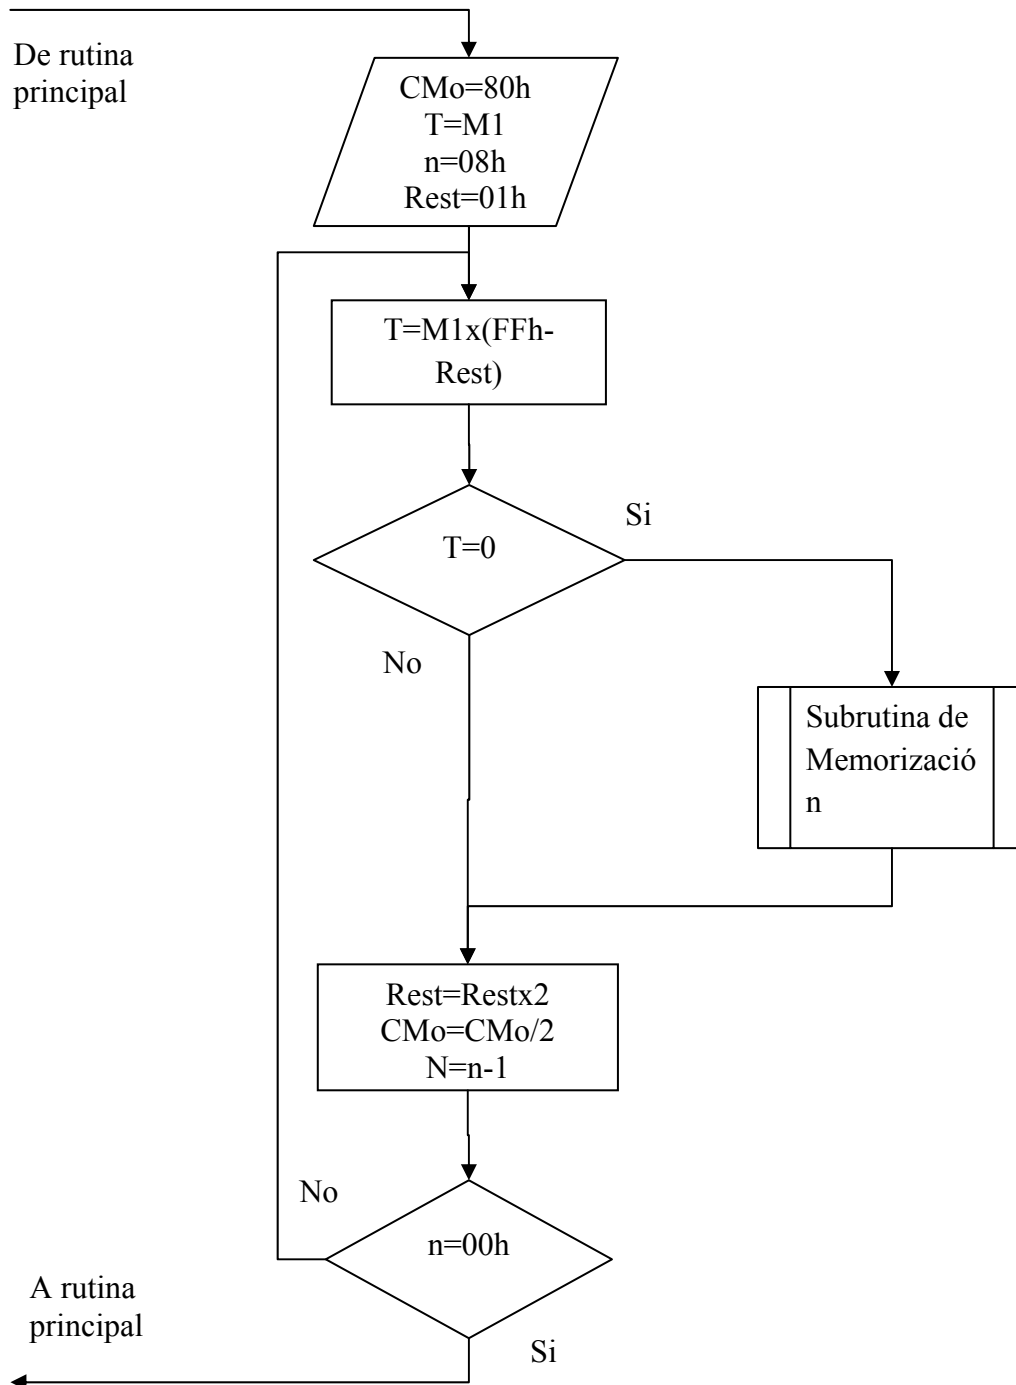 De rutina
principal
CMo=80h
T=M1
n=08h
Rest=01h
T=M1x(FFh-
Rest)
T=0
Si
No
Subrutina de
Memorizació
n
Rest=Restx2
CMo=CMo/2
N=n-1
No
n=00h
A rutina
principal
Si